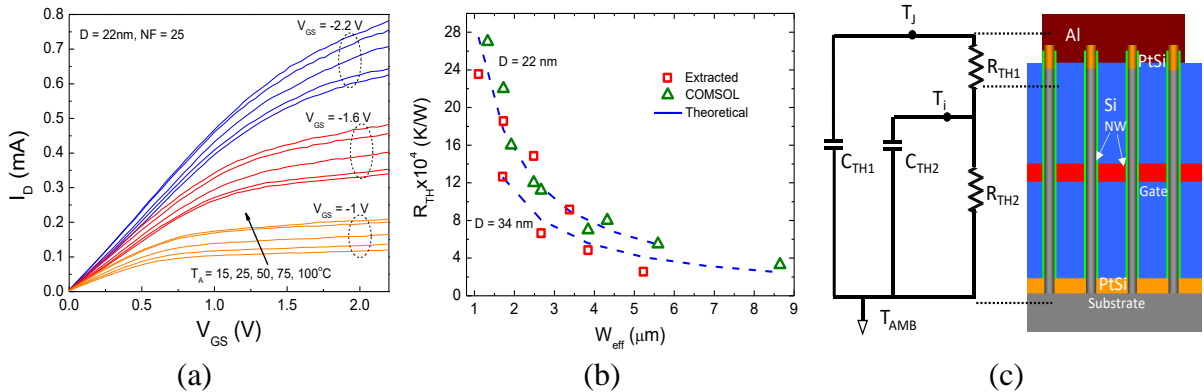 D = 22nm, NF = 25
V_GS = -2.2 V
V_GS = -1.6 V
V_GS = -1 V
T_A = 15, 25, 50, 75, 100°C
0.8
0.7
0.6
0.5
0.4
0.3
0.2
0.1
0.0
I_D (mA)
0.0 0.5 1.0 1.5 2.0
V_GS (V)
(a)
D = 22 nm
Extracted
COMSOL
Theoretical
D = 34 nm
28
24
20
16
12
8
4
0
R_TH×10^4 (K/W)
1 2 3 4 5 6 7 8 9
W_eff (μm)
(b)
T_J
R_TH1
T_i
C_TH1
C_TH2
R_TH2
T_AMB
Al
PtSi
Si
NW
Gate
PtSi
Substrate
(c)